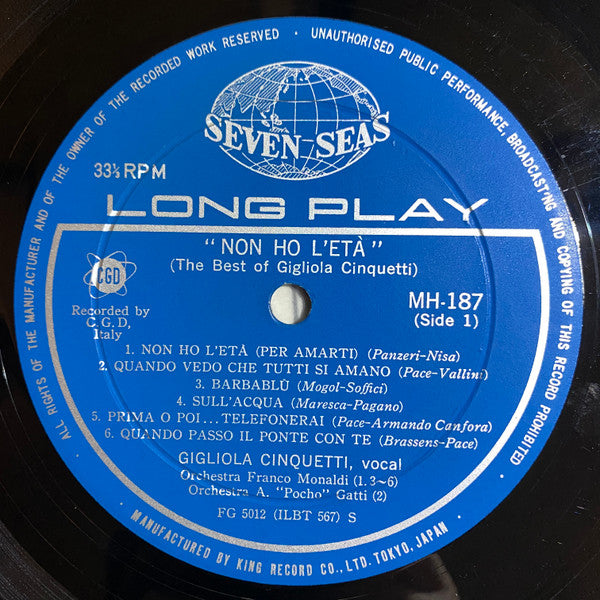 ALL RIGHTS OF THE MANUFACTURER AND OF THE OWNER OF THE RECORDED WORK RESERVED • UNAUTHORISED PUBLIC PERFORMANCE, BROADCASTING AND COPYING OF THIS RECORD PROHIBITED
SEVEN SEAS
33⅓ RPM
LONG PLAY
"NON HO L'ETÀ"
(The Best of Gigliola Cinquetti)
CGD
MH-187
(Side 1)
Recorded by
C.G.D,
Italy
1. NON HO L'ETÀ (PER AMARTI) (Panzeri-Nisa)
2. QUANDO VEDO CHE TUTTI SI AMANO (Pace-Vallini)
3. BARBABLÙ (Mogol-Soffici)
4. SULL'ACQUA (Maresca-Pagano)
5. PRIMA O POI...TELEFONERAI (Pace-Armando Canfora)
6. QUANDO PASSO IL PONTE CON TE (Brassens-Pace)
GIGLIOLA CINQUETTI, vocal
Orchestra Franco Monaldi (1.3~6)
Orchestra A. "Pocho" Gatti (2)
FG 5012 (ILBT 567) S
• MANUFACTURED BY KING RECORD CO., LTD. TOKYO, JAPAN •